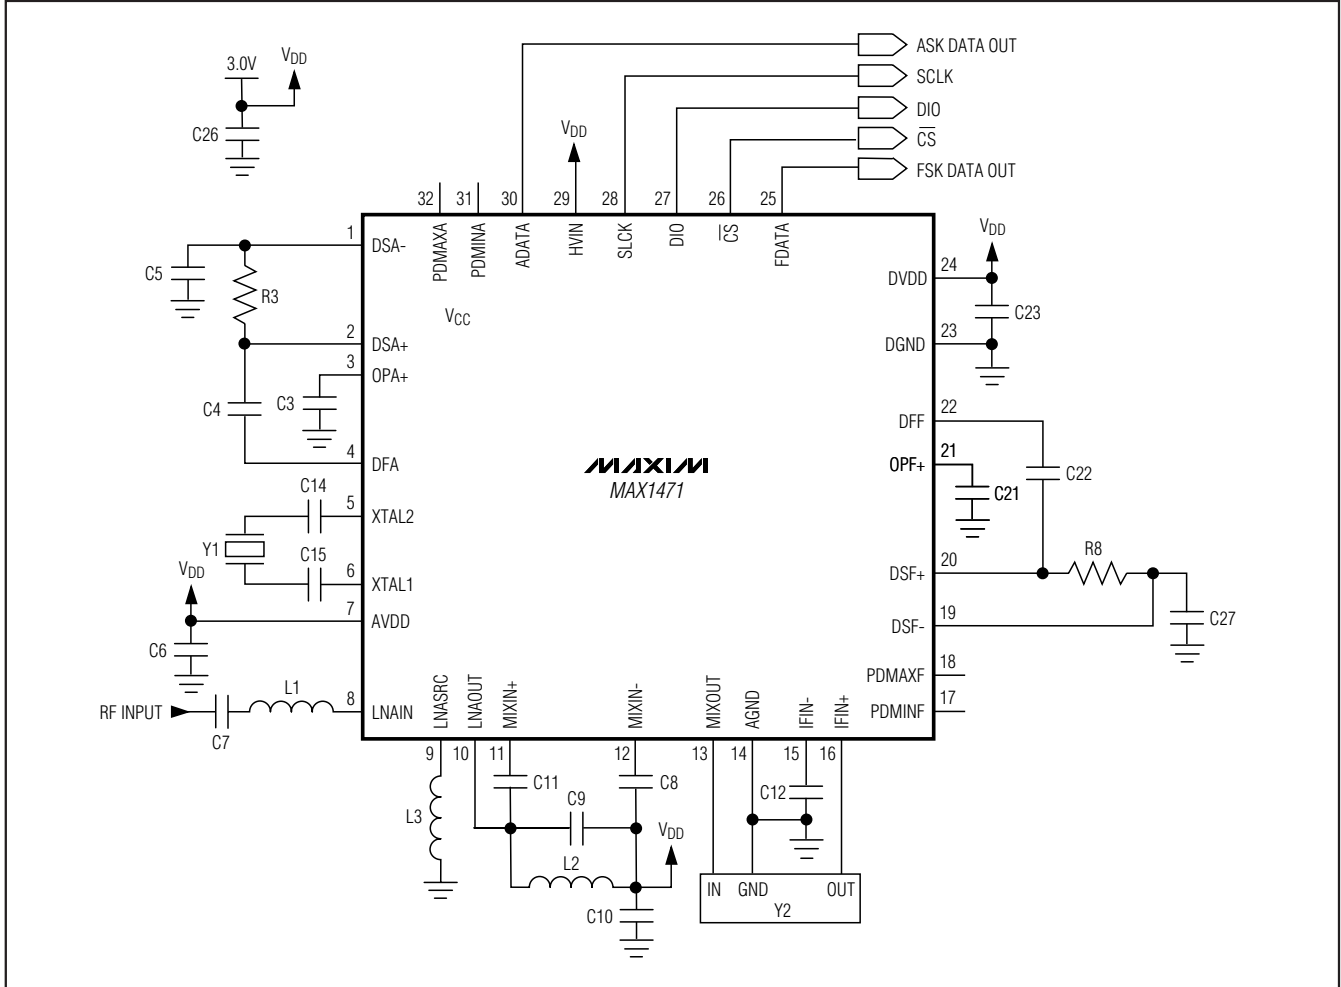 ASK DATA OUT
SCLK
DIO
C̅S̅
FSK DATA OUT
3.0V
VDD
C26
VDD
32
31
30
29
28
27
26
25
PDMAXA
PDMINA
ADATA
HVIN
SLCK
DIO
C̅S̅
FDATA
1
DSA-
C5
R3
VCC
2
DSA+
3
OPA+
C4
C3
4
DFA
C14
5
XTAL2
Y1
C15
6
XTAL1
VDD
7
AVDD
C6
L1
8
LNAIN
RF INPUT
C7
MAXIM
MAX1471
VDD
24
DVDD
C23
23
DGND
22
DFF
21
OPF+
C22
C21
R8
20
DSF+
19
DSF-
C27
18
PDMAXF
17
PDMINF
LNASRC
LNAOUT
MIXIN+
MIXIN-
MIXOUT
AGND
IFIN-
IFIN+
9
10
11
12
13
14
15
16
C11
C8
C12
C9
L3
VDD
L2
C10
IN
GND
OUT
Y2